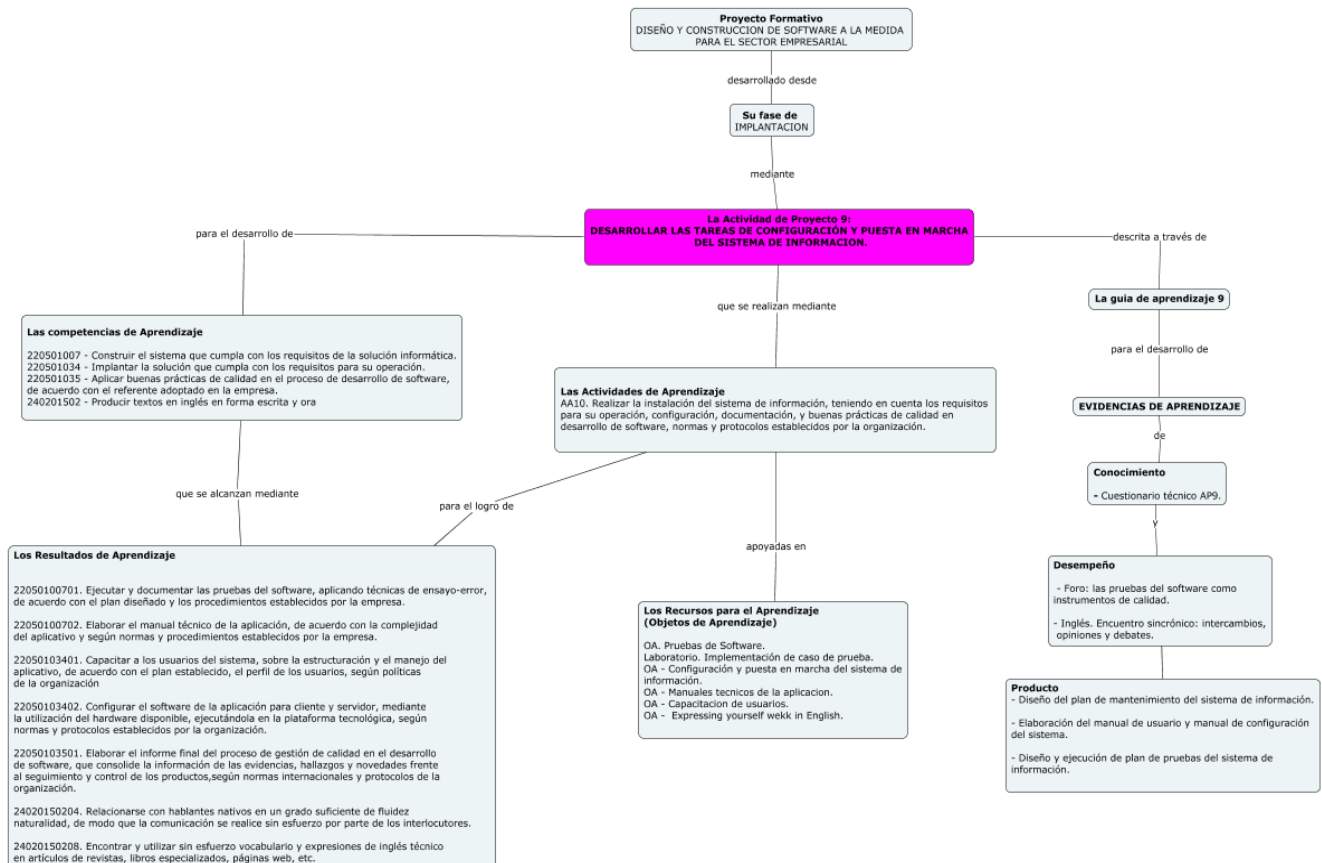 Proyecto Formativo
DISEÑO Y CONSTRUCCION DE SOFTWARE A LA MEDIDA
PARA EL SECTOR EMPRESARIAL
desarrollado desde
Su fase de
IMPLANTACION
mediante
La Actividad de Proyecto 9:
DESARROLLAR LAS TAREAS DE CONFIGURACIÓN Y PUESTA EN MARCHA
DEL SISTEMA DE INFORMACION.
para el desarrollo de
Las competencias de Aprendizaje
220501007 - Construir el sistema que cumpla con los requisitos de la solución informática.
220501034 - Implantar la solución que cumpla con los requisitos para su operación.
220501035 - Aplicar buenas prácticas de calidad en el proceso de desarrollo de software,
de acuerdo con el referente adoptado en la empresa.
240201502 - Producir textos en inglés en forma escrita y ora
que se alcanzan mediante
Los Resultados de Aprendizaje
22050100701. Ejecutar y documentar las pruebas del software, aplicando técnicas de ensayo-error,
de acuerdo con el plan diseñado y los procedimientos establecidos por la empresa.
22050100702. Elaborar el manual técnico de la aplicación, de acuerdo con la complejidad
del aplicativo y según normas y procedimientos establecidos por la empresa.
22050103401. Capacitar a los usuarios del sistema, sobre la estructuración y el manejo del
aplicativo, de acuerdo con el plan establecido, el perfil de los usuarios, según políticas
de la organización
22050103402. Configurar el software de la aplicación para cliente y servidor, mediante
la utilización del hardware disponible, ejecutándola en la plataforma tecnológica, según
normas y protocolos establecidos por la organización.
22050103501. Elaborar el informe final del proceso de gestión de calidad en el desarrollo
de software, que consolide la información de las evidencias, hallazgos y novedades frente
al seguimiento y control de los productos,según normas internacionales y protocolos de la
organización.
24020150204. Relacionarse con hablantes nativos en un grado suficiente de fluidez
naturalidad, de modo que la comunicación se realice sin esfuerzo por parte de los interlocutores.
24020150208. Encontrar y utilizar sin esfuerzo vocabulario y expresiones de inglés técnico
en artículos de revistas, libros especializados, páginas web, etc.
que se realizan mediante
Las Actividades de Aprendizaje
AA10. Realizar la instalación del sistema de información, teniendo en cuenta los requisitos
para su operación, configuración, documentación, y buenas prácticas de calidad en
desarrollo de software, normas y protocolos establecidos por la organización.
para el logro de
apoyadas en
Los Recursos para el Aprendizaje
(Objetos de Aprendizaje)
OA. Pruebas de Software.
Laboratorio. Implementación de caso de prueba.
OA - Configuración y puesta en marcha del sistema de
información.
OA - Manuales tecnicos de la aplicacion.
OA - Capacitacion de usuarios.
OA - Expressing yourself wekk in English.
descrita a través de
La guia de aprendizaje 9
para el desarrollo de
EVIDENCIAS DE APRENDIZAJE
de
Conocimiento
- Cuestionario técnico AP9.
y
Desempeño
- Foro: las pruebas del software como
instrumentos de calidad.
- Inglés. Encuentro sincrónico: intercambios,
opiniones y debates.
Producto
- Diseño del plan de mantenimiento del sistema de información.
- Elaboración del manual de usuario y manual de configuración
del sistema.
- Diseño y ejecución de plan de pruebas del sistema de
información.